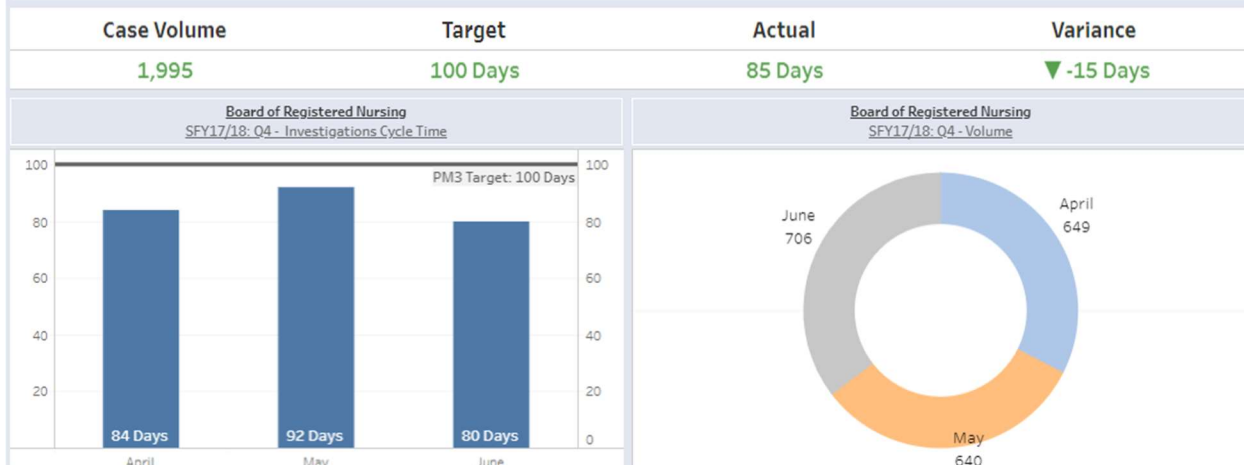 Case Volume Target Actual Variance
1,995 100 Days 85 Days ▼ -15 Days
Board of Registered Nursing
SFY17/18: Q4 - Investigations Cycle Time
Board of Registered Nursing
SFY17/18: Q4 - Volume
100 100
PM3 Target: 100 Days
80 80
60 60
40 40
20 20
0
84 Days 92 Days 80 Days
April May June
June
706
April
649
May
640